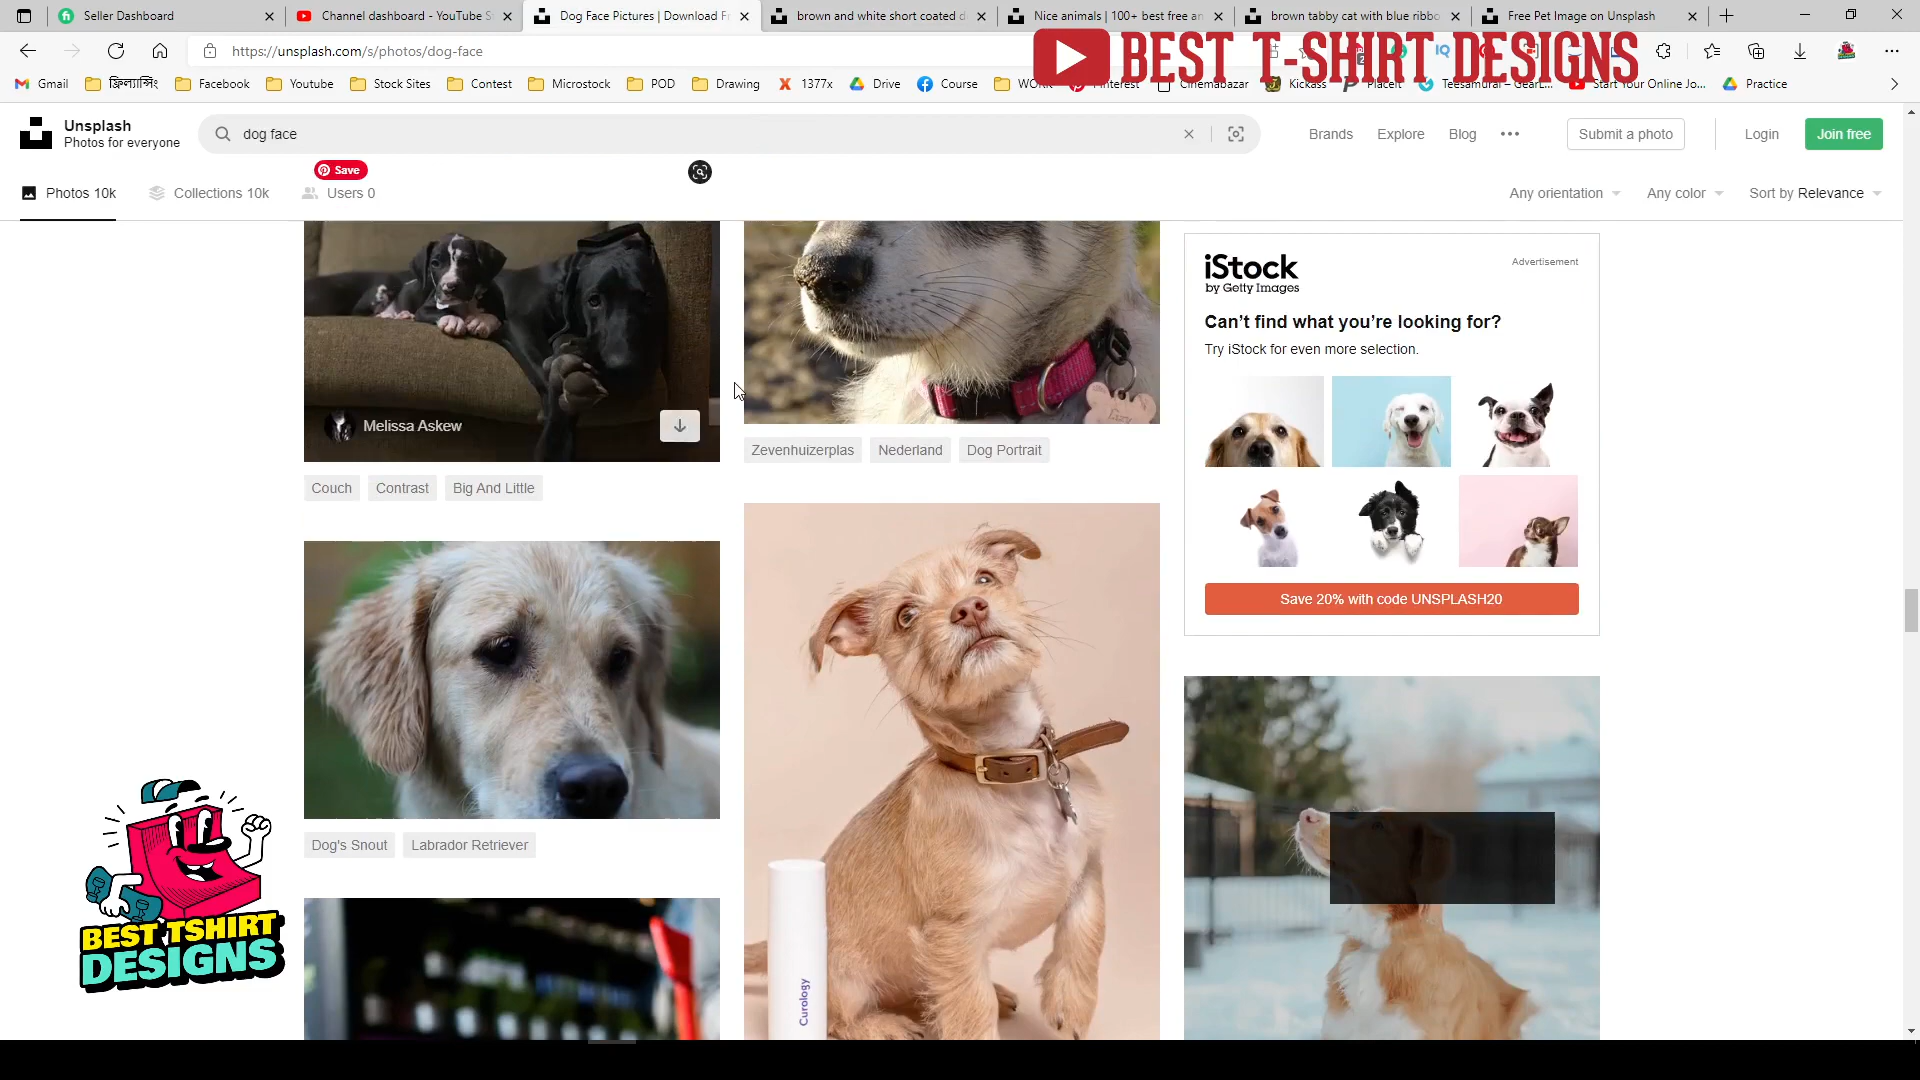 Seller Dashboard
Channel dashboard - YouTube S
Dog Face Pictures | Download Fr
brown and white short coated d
Nice animals | 100+ best free an
brown tabby cat with blue ribbo
Free Pet Image on Unsplash
https://unsplash.com/s/photos/dog-face
BEST T-SHIRT DESIGNS
Gmail
ফ্রিল্যান্সিং
Facebook
Youtube
Stock Sites
Contest
Microstock
POD
Drawing
1377x
Drive
Course
WORK
Pinterest
Cinemabazar
Kickass
Placeit
Teesamurai – GearL...
Start Your Online Jo...
Practice
Unsplash
Photos for everyone
dog face
Brands
Explore
Blog
Submit a photo
Login
Join free
Save
Photos 10k
Collections 10k
Users 0
Any orientation
Any color
Sort by Relevance
Melissa Askew
Couch
Contrast
Big And Little
Zevenhuizerplas
Nederland
Dog Portrait
iStock
by Getty Images
Advertisement
Can't find what you're looking for?
Try iStock for even more selection.
Save 20% with code UNSPLASH20
Dog's Snout
Labrador Retriever
Curology
BEST TSHIRT
DESIGNS